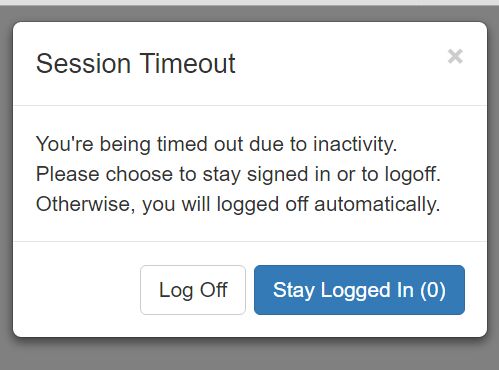 Session Timeout ×
You're being timed out due to inactivity.
Please choose to stay signed in or to logoff.
Otherwise, you will logged off automatically.
Log Off Stay Logged In (0)